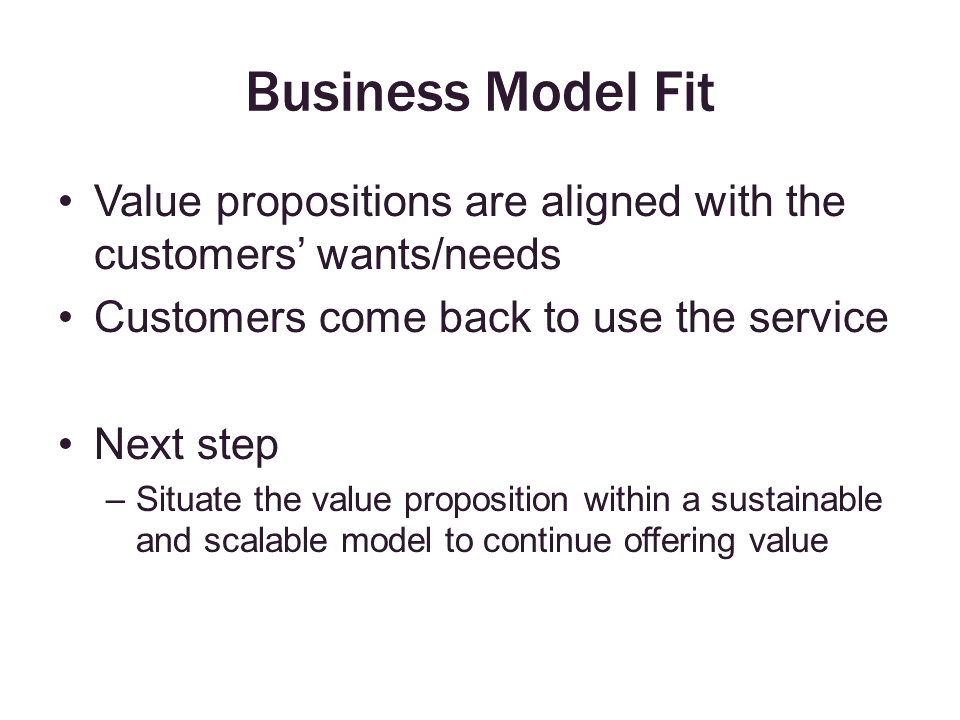 Business Model Fit
• Value propositions are aligned with the
customers’ wants/needs
• Customers come back to use the service
• Next step
– Situate the value proposition within a sustainable
and scalable model to continue offering value